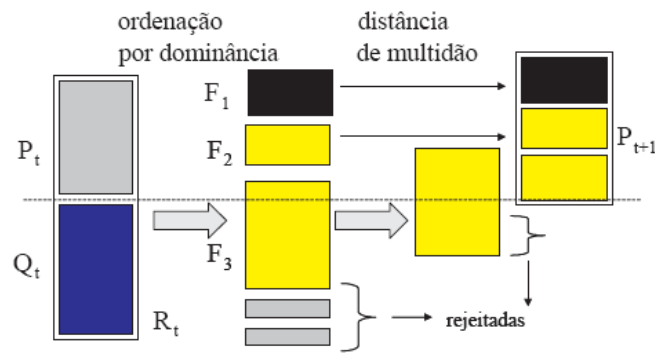 ordenação
por dominância
distância
de multidão
F1
F2
F3
Pt
Qt
Rt
Pt+1
rejeitadas